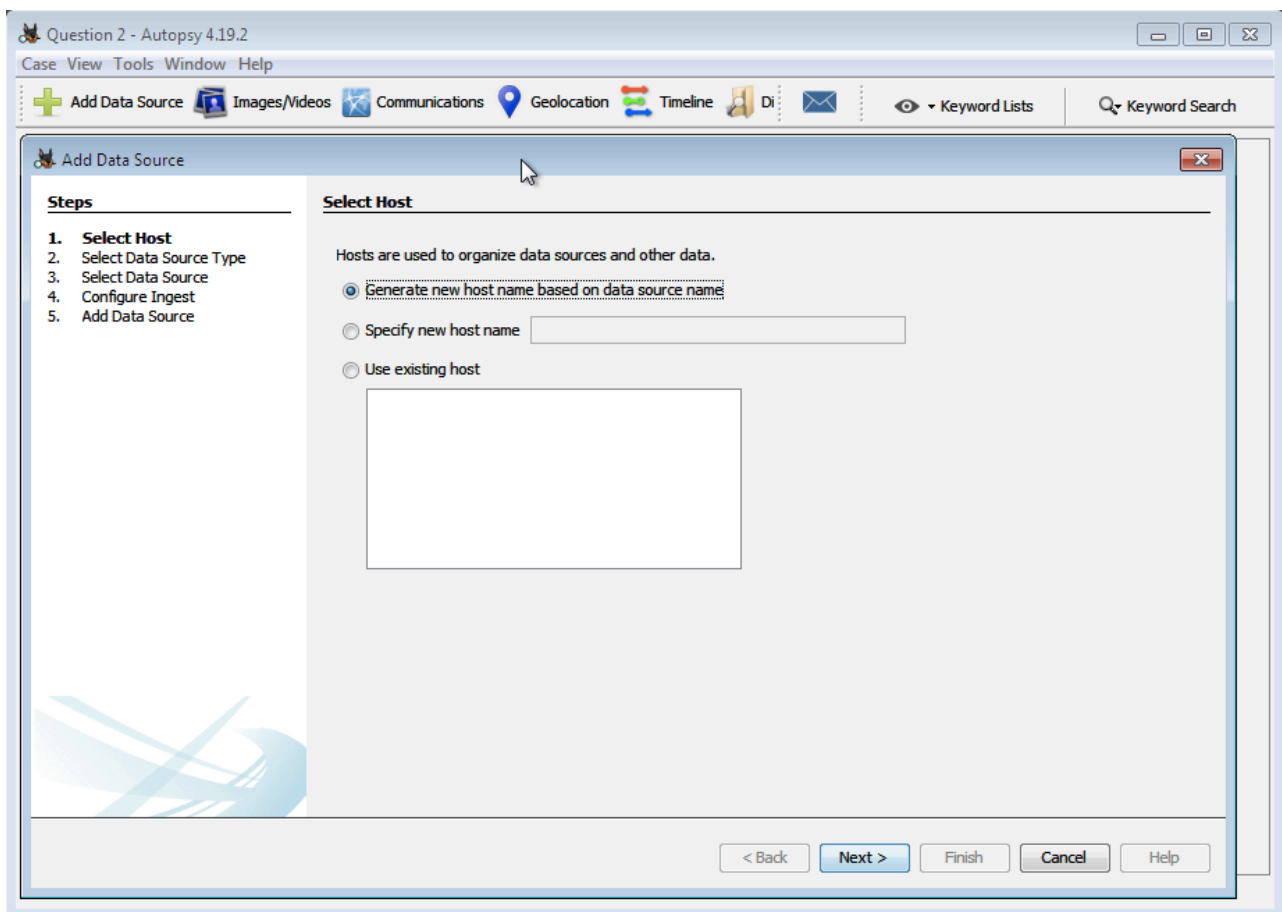 Question 2 - Autopsy 4.19.2
Case View Tools Window Help
Add Data Source Images/Videos Communications Geolocation Timeline Di Keyword Lists Keyword Search
Add Data Source
Steps
1. Select Host
2. Select Data Source Type
3. Select Data Source
4. Configure Ingest
5. Add Data Source
Select Host
Hosts are used to organize data sources and other data.
Generate new host name based on data source name
Specify new host name
Use existing host
< Back Next > Finish Cancel Help